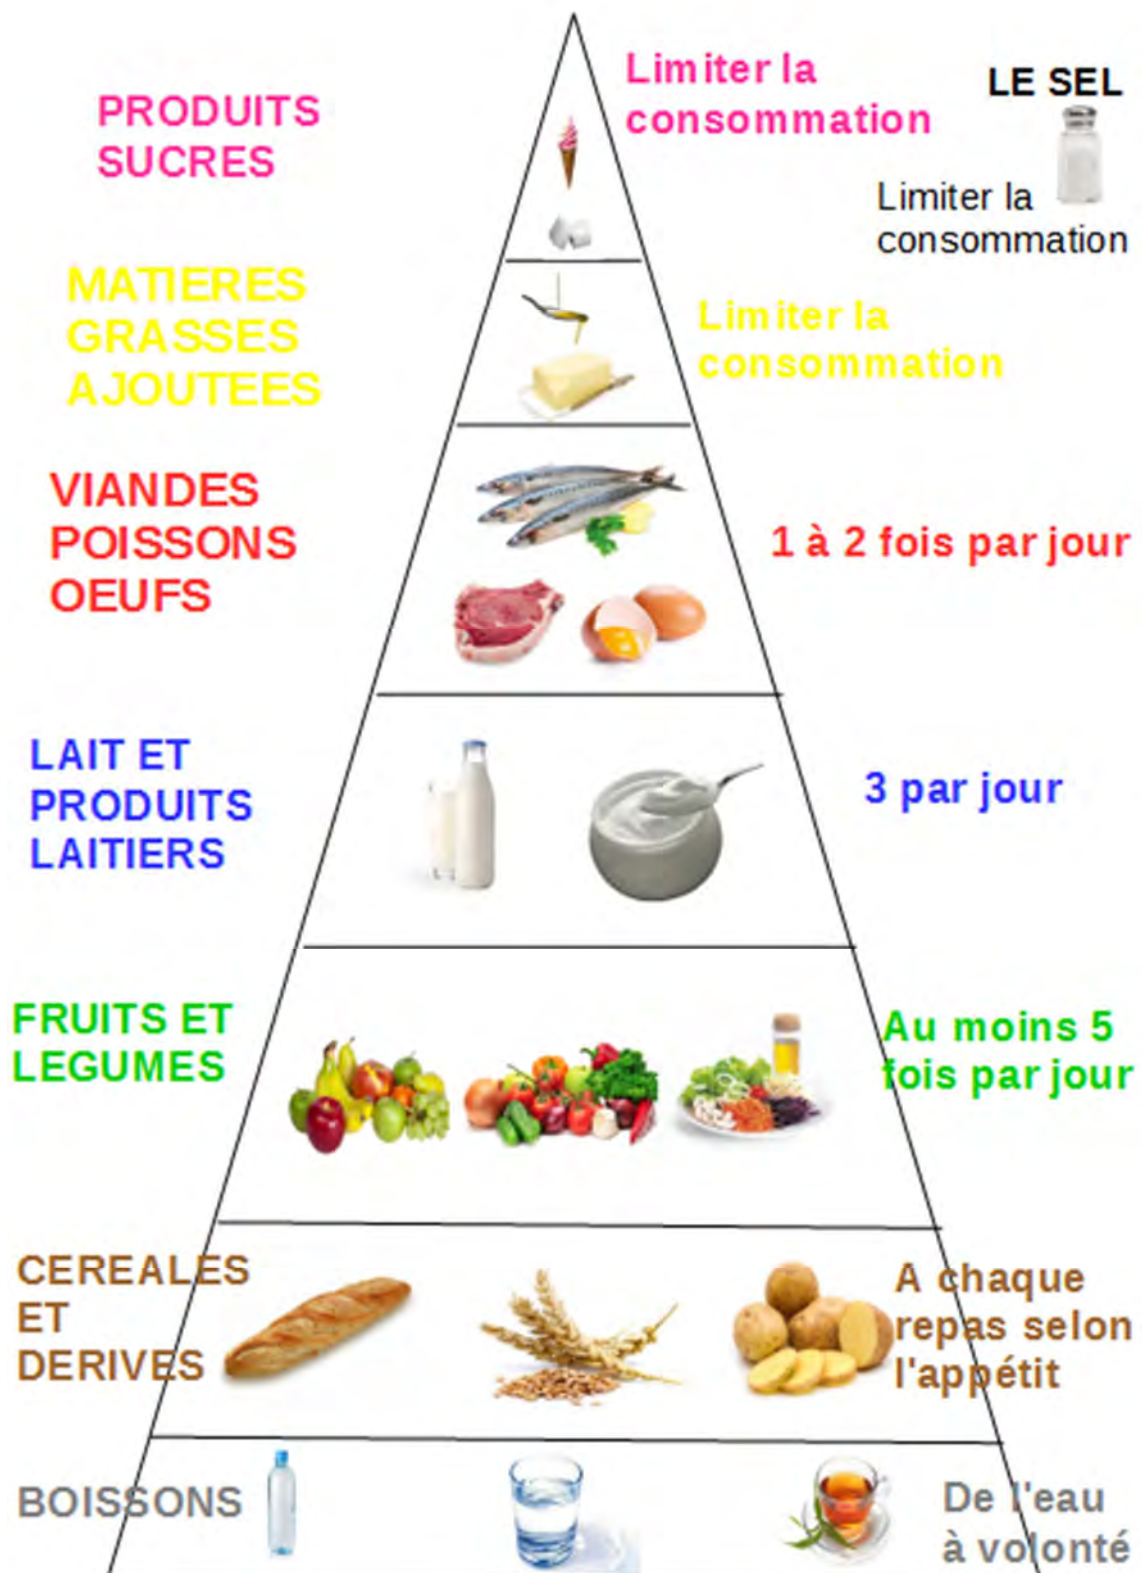 PRODUITS
SUCRES
Limiter la
consommation
LE SEL
Limiter la
consommation
MATIERES
GRASSES
AJOUTEES
Limiter la
consommation
VIANDES
POISSONS
OEUFS
1 à 2 fois par jour
LAIT ET
PRODUITS
LAITIERS
3 par jour
FRUITS ET
LEGUMES
Au moins 5
fois par jour
CEREALES
ET
DERIVES
A chaque
repas selon
l'appétit
BOISSONS
De l'eau
à volonté